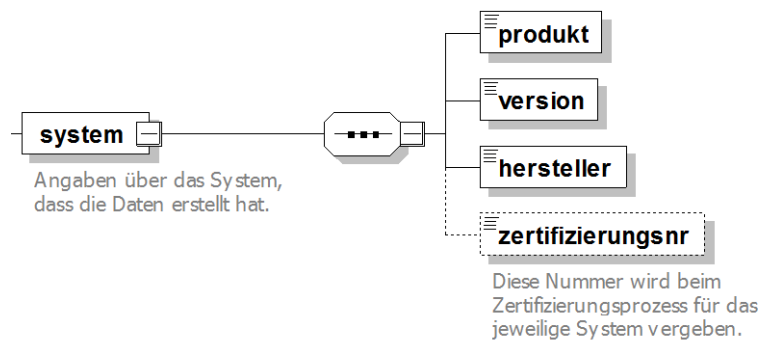 produkt
version
system
hersteller
Angaben über das System,
dass die Daten erstellt hat.
zertifizierungsnr
Diese Nummer wird beim
Zertifizierungsprozess für das
jeweilige System vergeben.